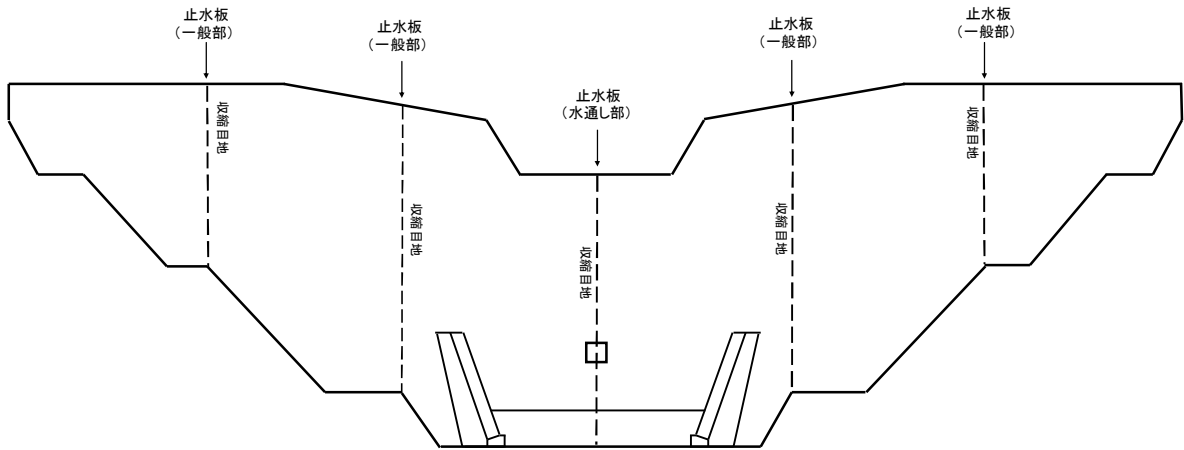 止水板
（一般部）
止水板
（一般部）
止水板
（水通し部）
止水板
（一般部）
止水板
（一般部）
収縮目地
収縮目地
収縮目地
収縮目地
収縮目地